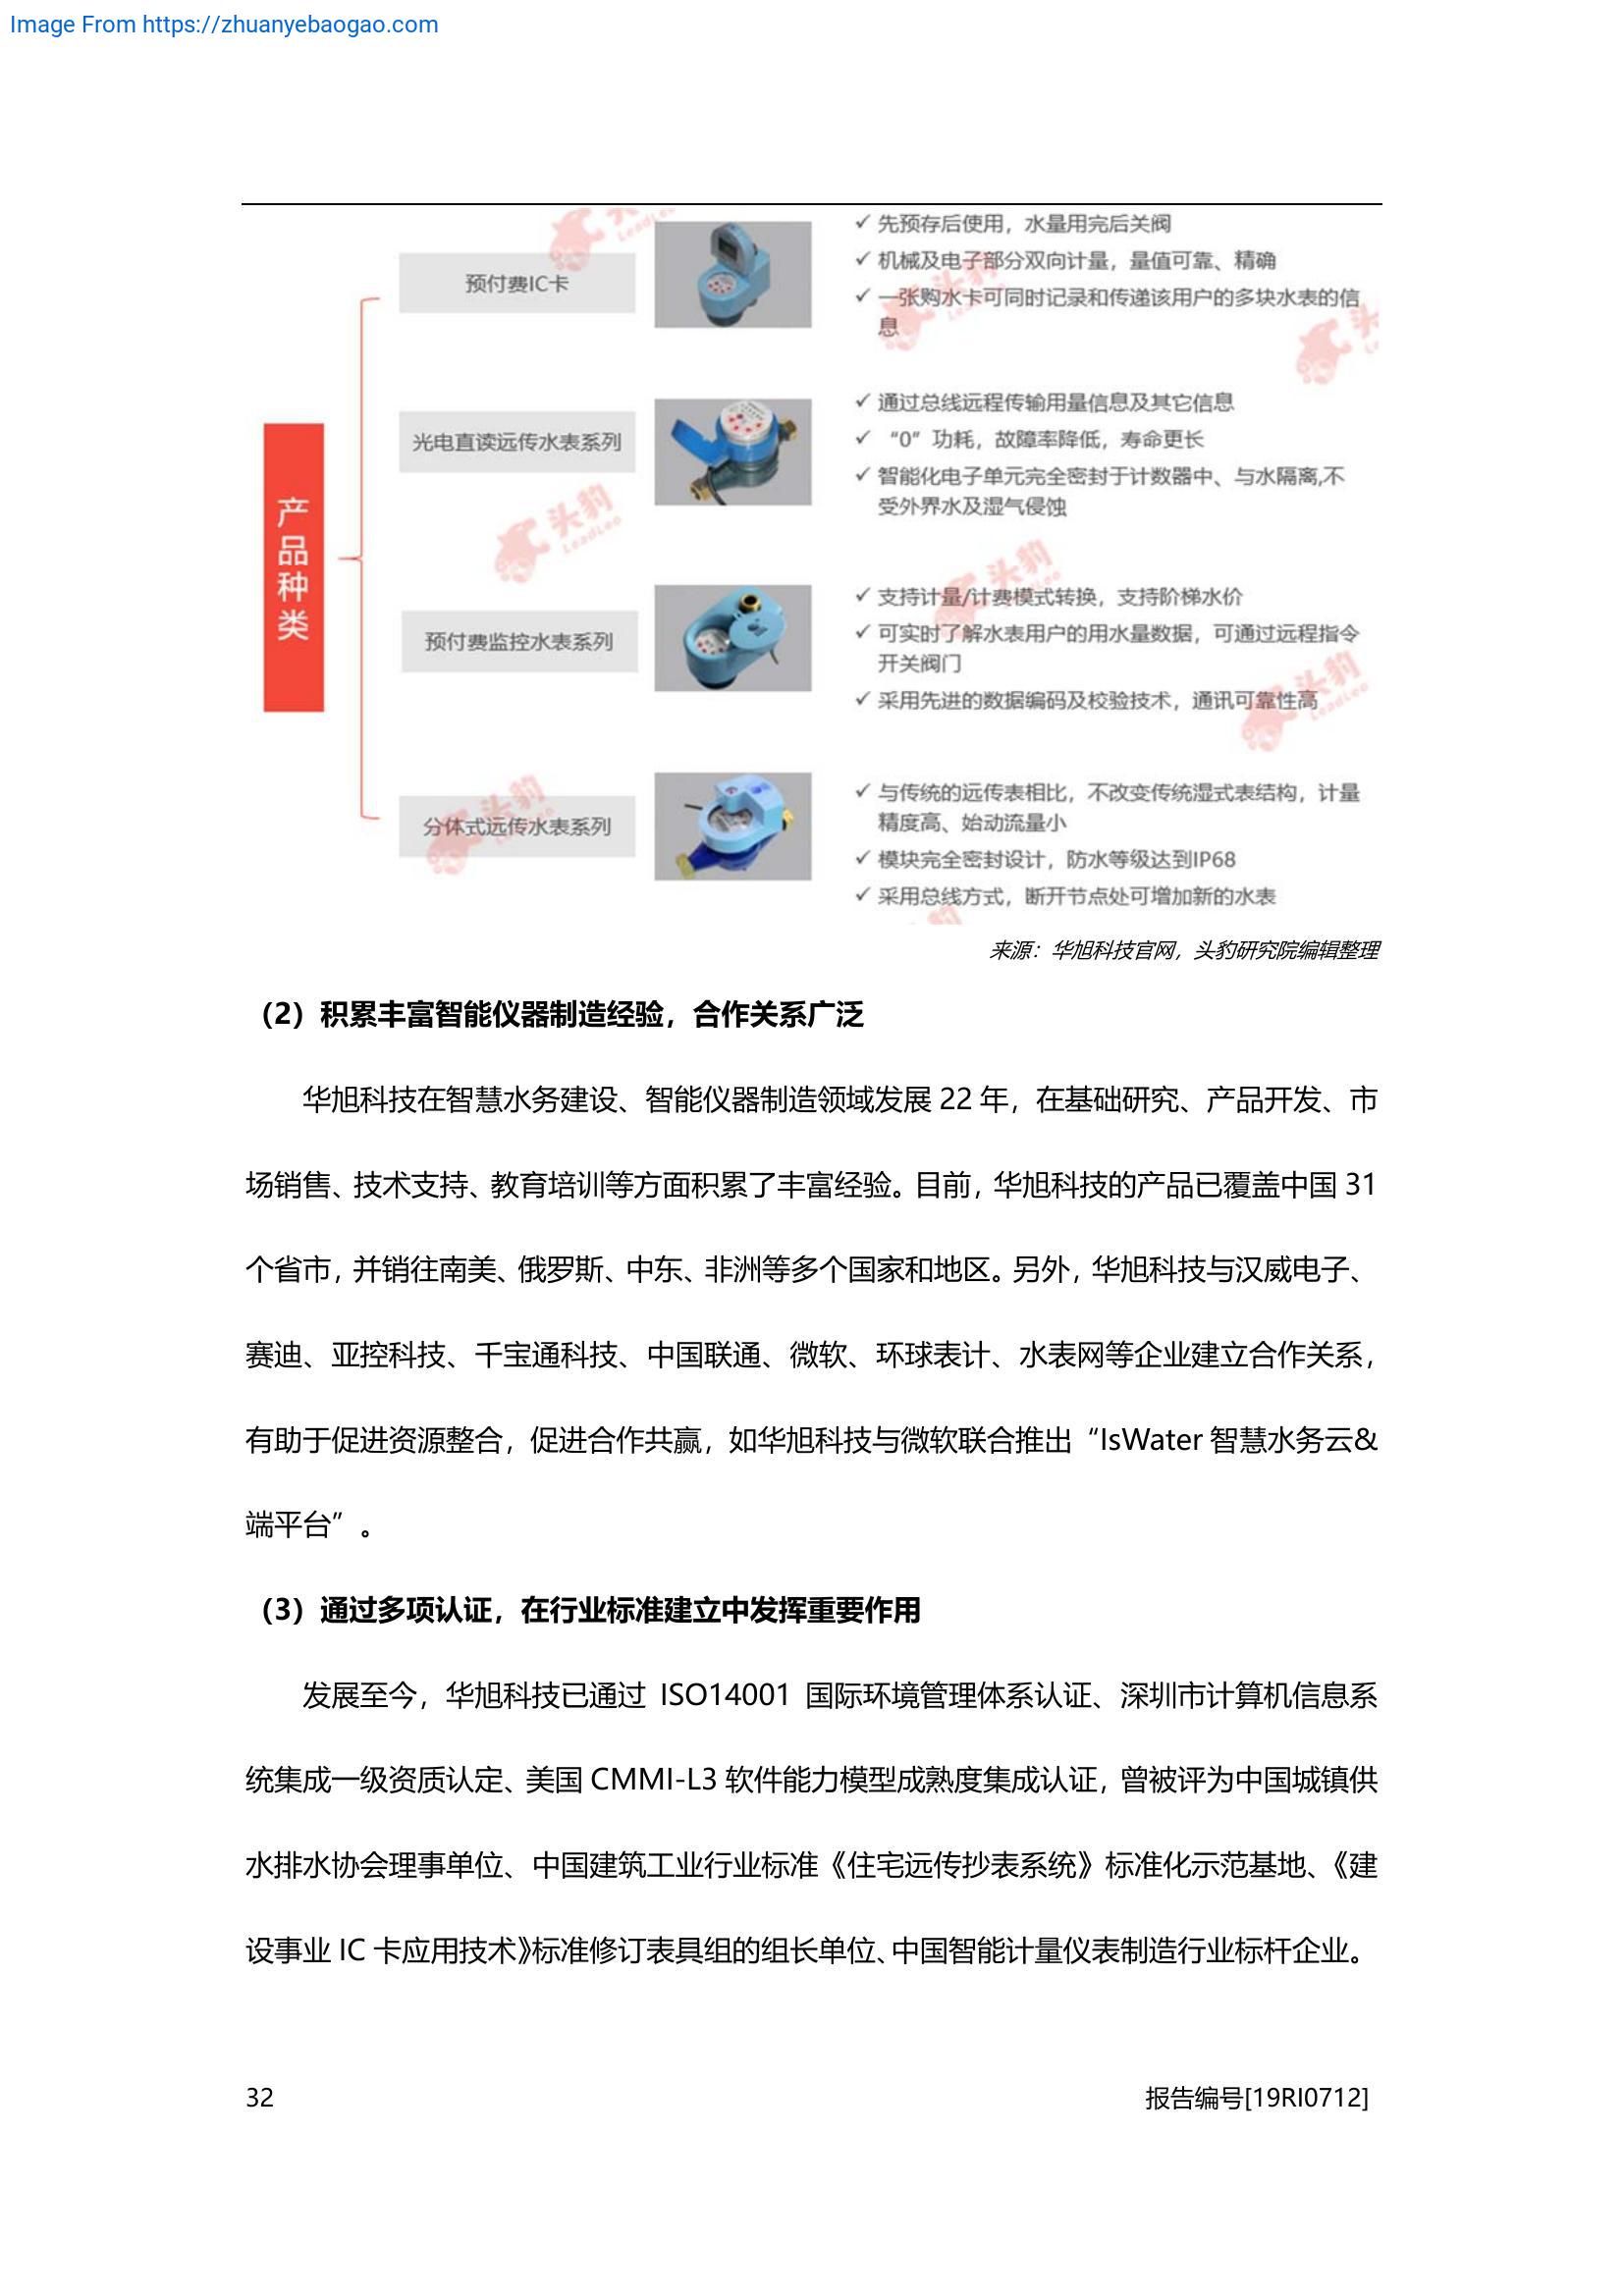 Image From https://zhuanyebaogao.com
产品种类
预付费IC卡
✓ 先预存后使用，水量用完后关阀
✓ 机械及电子部分双向计量，量值可靠、精确
✓ 一张购水卡可同时记录和传递该用户的多块水表的信
息
光电直读远传水表系列
✓ 通过总线远程传输用量信息及其它信息
✓ “0”功耗，故障率降低，寿命更长
✓ 智能化电子单元完全密封于计数器中、与水隔离,不
受外界水及湿气侵蚀
预付费监控水表系列
✓ 支持计量/计费模式转换，支持阶梯水价
✓ 可实时了解水表用户的用水量数据，可通过远程指令
开关阀门
✓ 采用先进的数据编码及校验技术，通讯可靠性高
分体式远传水表系列
✓ 与传统的远传表相比，不改变传统湿式表结构，计量
精度高、始动流量小
✓ 模块完全密封设计，防水等级达到IP68
✓ 采用总线方式，断开节点处可增加新的水表
头豹
LeadLeo
来源：华旭科技官网，头豹研究院编辑整理
（2）积累丰富智能仪器制造经验，合作关系广泛
华旭科技在智慧水务建设、智能仪器制造领域发展 22 年，在基础研究、产品开发、市
场销售、技术支持、教育培训等方面积累了丰富经验。目前，华旭科技的产品已覆盖中国 31
个省市，并销往南美、俄罗斯、中东、非洲等多个国家和地区。另外，华旭科技与汉威电子、
赛迪、亚控科技、千宝通科技、中国联通、微软、环球表计、水表网等企业建立合作关系，
有助于促进资源整合，促进合作共赢，如华旭科技与微软联合推出“IsWater 智慧水务云&
端平台”。
（3）通过多项认证，在行业标准建立中发挥重要作用
发展至今，华旭科技已通过 ISO14001 国际环境管理体系认证、深圳市计算机信息系
统集成一级资质认定、美国 CMMI-L3 软件能力模型成熟度集成认证，曾被评为中国城镇供
水排水协会理事单位、中国建筑工业行业标准《住宅远传抄表系统》标准化示范基地、《建
设事业 IC 卡应用技术》标准修订表具组的组长单位、中国智能计量仪表制造行业标杆企业。
32
报告编号[19RI0712]